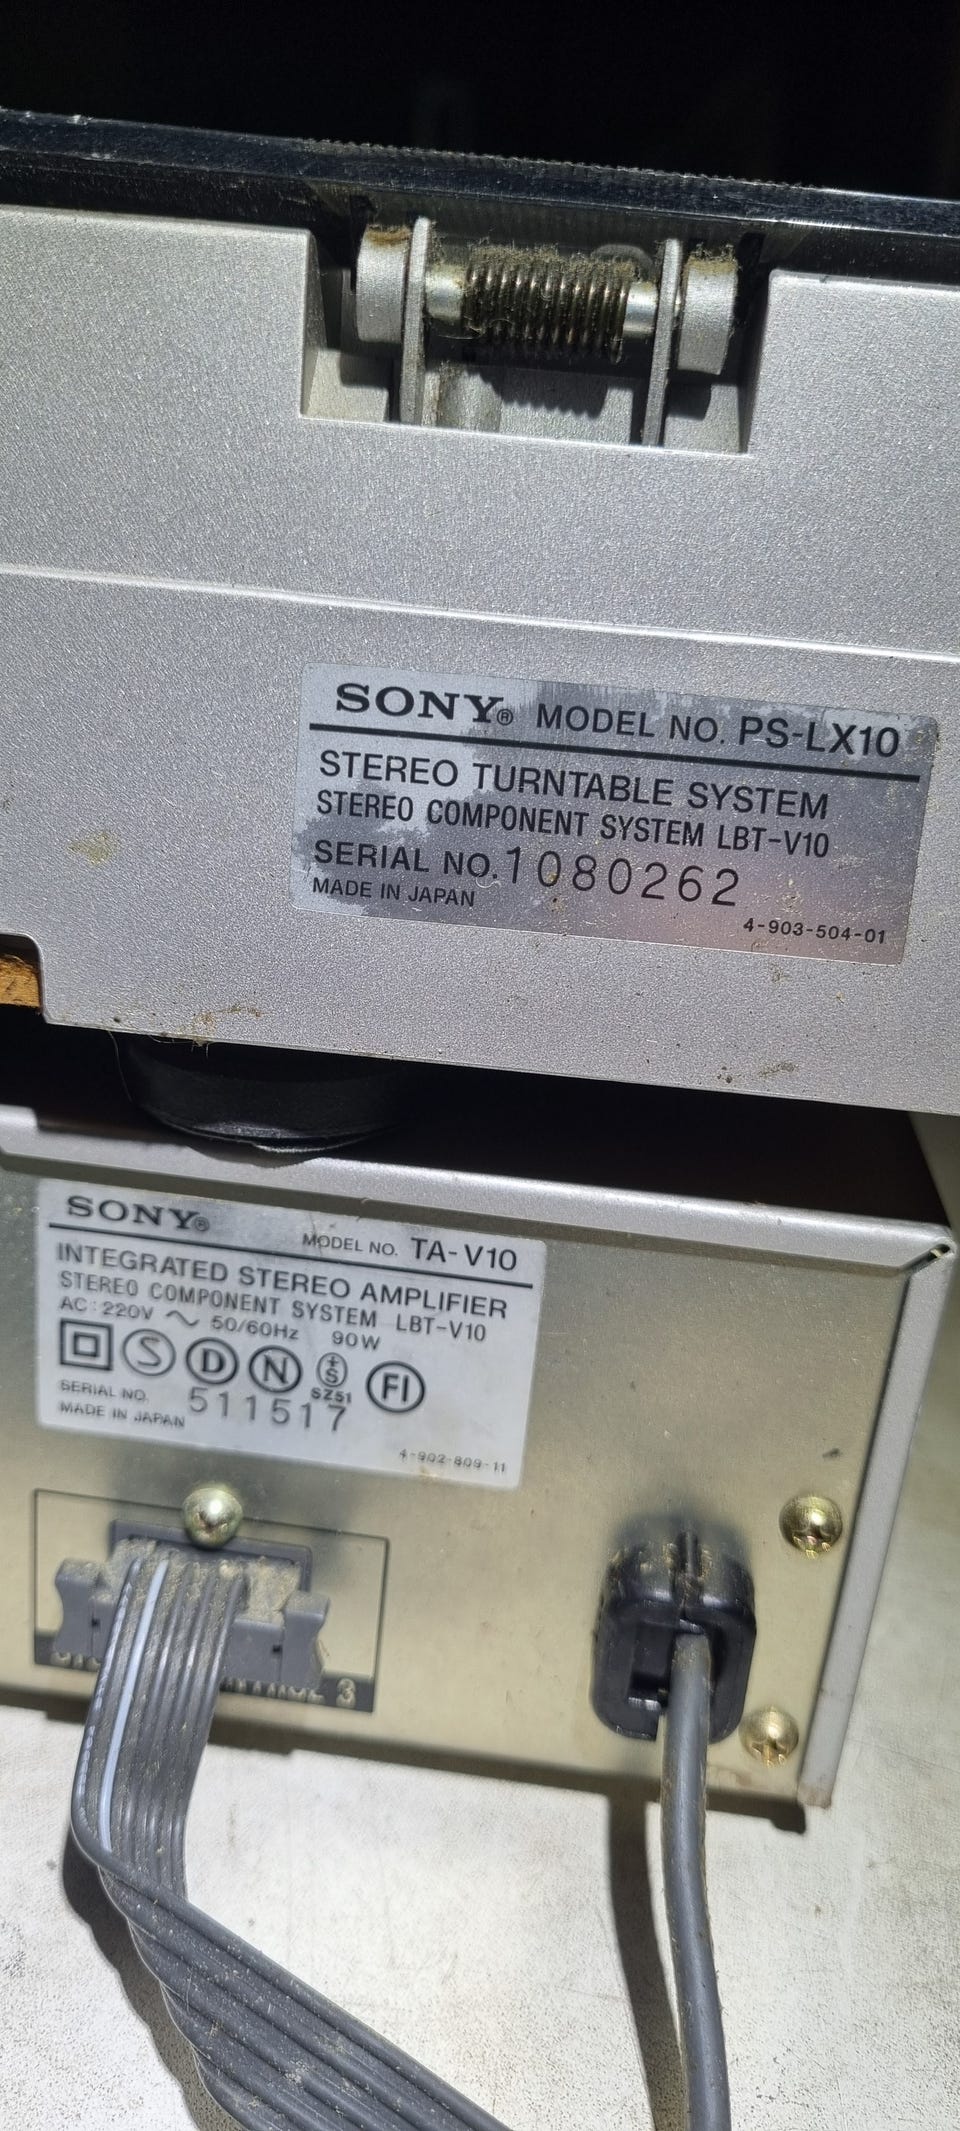 SONY® MODEL NO. PS-LX10
STEREO TURNTABLE SYSTEM
STEREO COMPONENT SYSTEM LBT-V10
SERIAL NO. 1080262
MADE IN JAPAN
4-903-504-01
SONY®
MODEL NO. TA-V10
INTEGRATED STEREO AMPLIFIER
STEREO COMPONENT SYSTEM LBT-V10
AC: 220V ~ 50/60Hz 90W
S D N +S FI
SZ51
SERIAL NO. 511517
MADE IN JAPAN
4-902-809-11
3